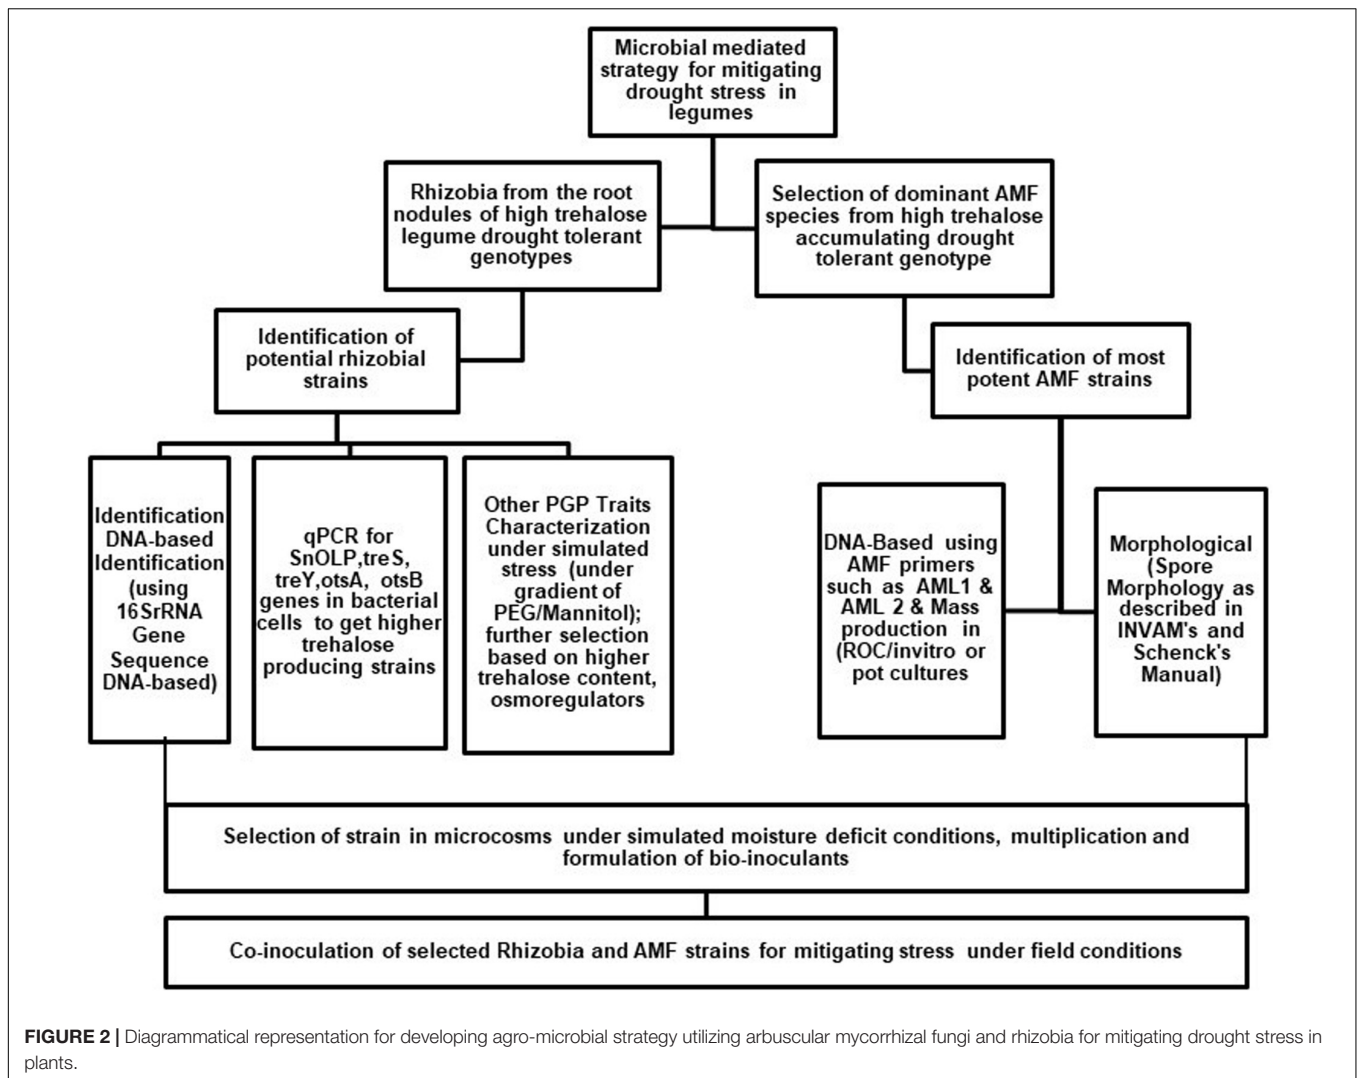 Microbial mediated
strategy for mitigating
drought stress in
legumes
Rhizobia from the root
nodules of high trehalose
legume drought tolerant
genotypes
Selection of dominant AMF
species from high trehalose
accumulating drought
tolerant genotype
Identification of
potential rhizobial
strains
Identification of most
potent AMF strains
Identification
DNA-based
Identification
(using
16SrRNA
Gene
Sequence
DNA-based)
qPCR for
SnOLP,treS,
treY,otsA, otsB
genes in bacterial
cells to get higher
trehalose
producing strains
Other PGP Traits
Characterization
under simulated
stress (under
gradient of
PEG/Mannitol);
further selection
based on higher
trehalose content,
osmoregulators
DNA-Based using
AMF primers
such as AML1 &
AML 2 & Mass
production in
(ROC/invitro or
pot cultures
Morphological
(Spore
Morphology as
described in
INVAM's and
Schenck's
Manual)
Selection of strain in microcosms under simulated moisture deficit conditions, multiplication and
formulation of bio-inoculants
Co-inoculation of selected Rhizobia and AMF strains for mitigating stress under field conditions
FIGURE 2 | Diagrammatical representation for developing agro-microbial strategy utilizing arbuscular mycorrhizal fungi and rhizobia for mitigating drought stress in
plants.